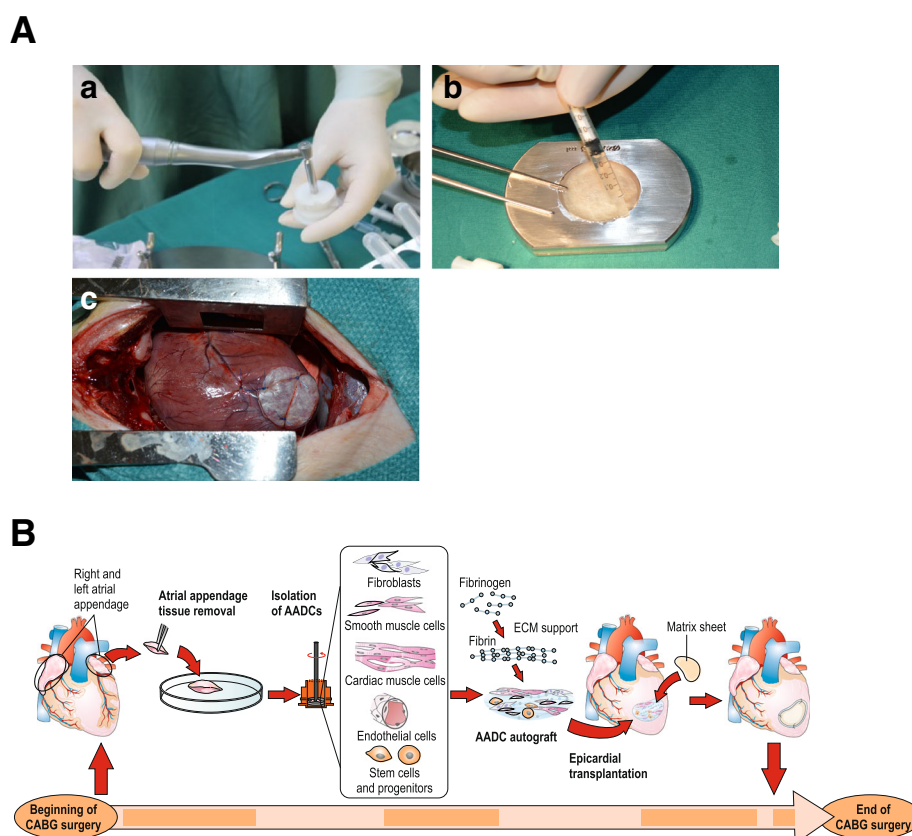 A
a
b
c
B
Right and
left atrial
appendage
Atrial appendage
tissue removal
Isolation
of AADCs
Fibroblasts
Smooth muscle cells
Cardiac muscle cells
Endothelial cells
Stem cells
and progenitors
Fibrinogen
ECM support
Fibrin
AADC autograft
Matrix sheet
Epicardial
transplantation
Beginning of
CABG surgery
End of
CABG surgery